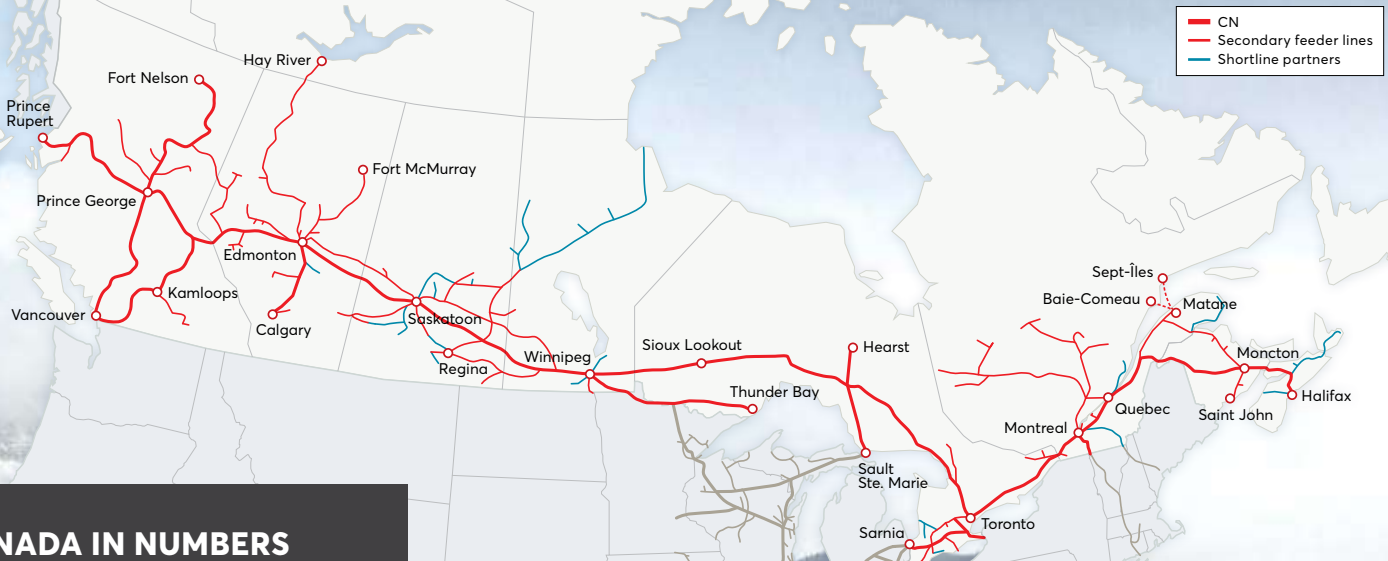 CN
Secondary feeder lines
Shortline partners
Hay River
Fort Nelson
Prince
Rupert
Fort McMurray
Prince George
Edmonton
Kamloops
Vancouver
Calgary
Saskatoon
Regina
Winnipeg
Sioux Lookout
Thunder Bay
Hearst
Sault
Ste. Marie
Sept-Îles
Baie-Comeau
Matane
Moncton
Halifax
Saint John
Quebec
Montreal
Toronto
Sarnia
NADA IN NUMBERS